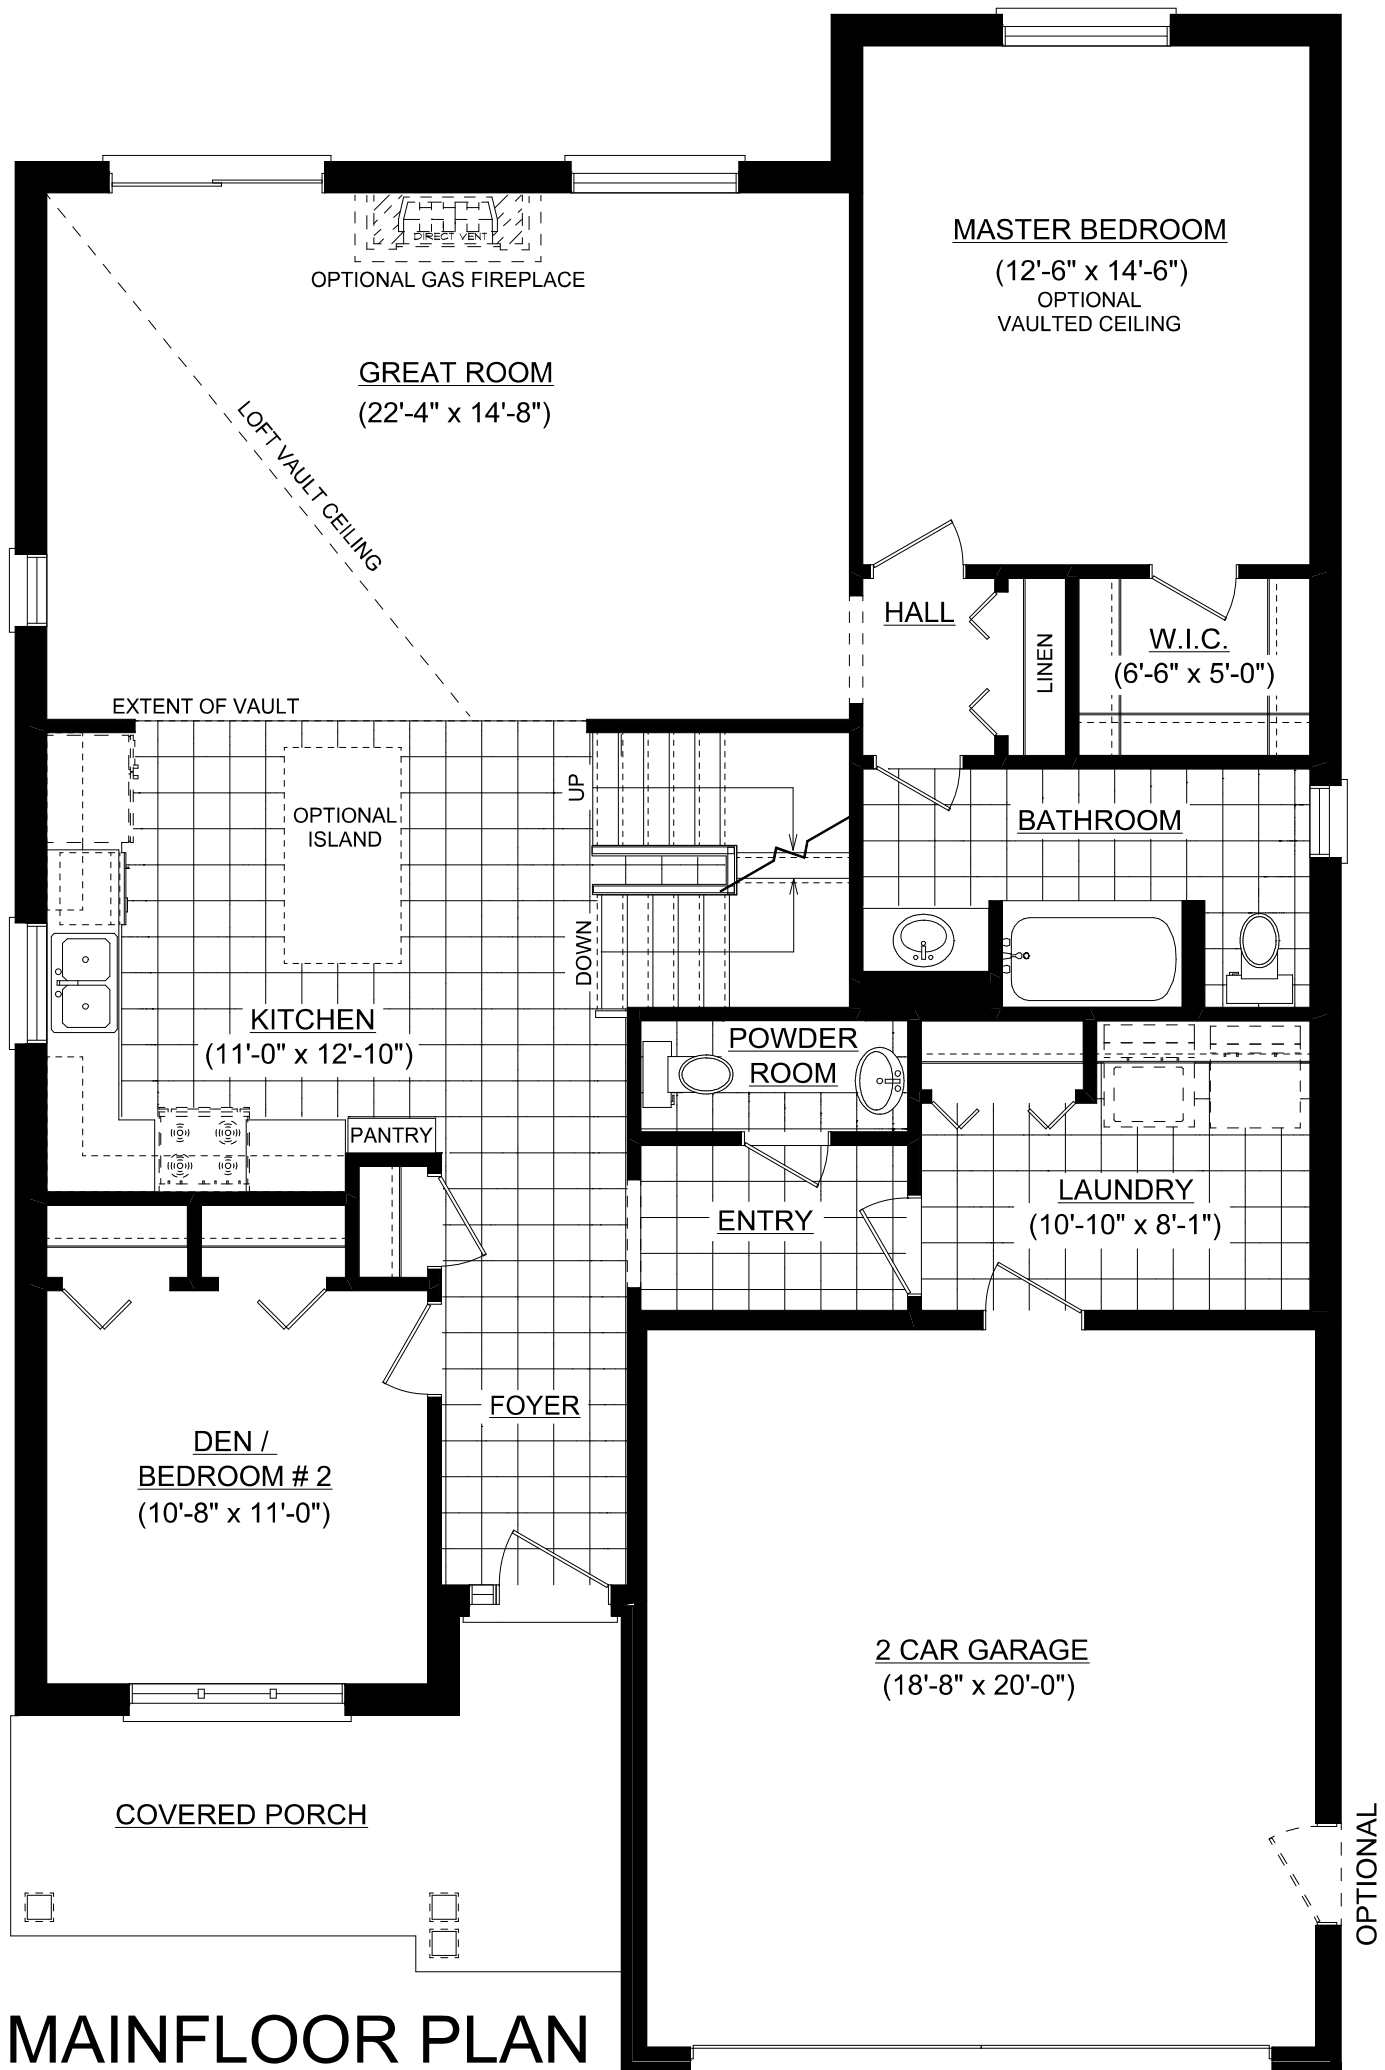 MASTER BEDROOM
(12'-6" x 14'-6")
OPTIONAL
VAULTED CEILING
DIRECT VENT
OPTIONAL GAS FIREPLACE
GREAT ROOM
(22'-4" x 14'-8")
LOFT VAULT CEILING
HALL
LINEN
W.I.C.
(6'-6" x 5'-0")
EXTENT OF VAULT
UP
OPTIONAL
ISLAND
BATHROOM
DOWN
KITCHEN
(11'-0" x 12'-10")
POWDER
ROOM
PANTRY
ENTRY
LAUNDRY
(10'-10" x 8'-1")
FOYER
DEN /
BEDROOM # 2
(10'-8" x 11'-0")
2 CAR GARAGE
(18'-8" x 20'-0")
COVERED PORCH
OPTIONAL
MAINFLOOR PLAN